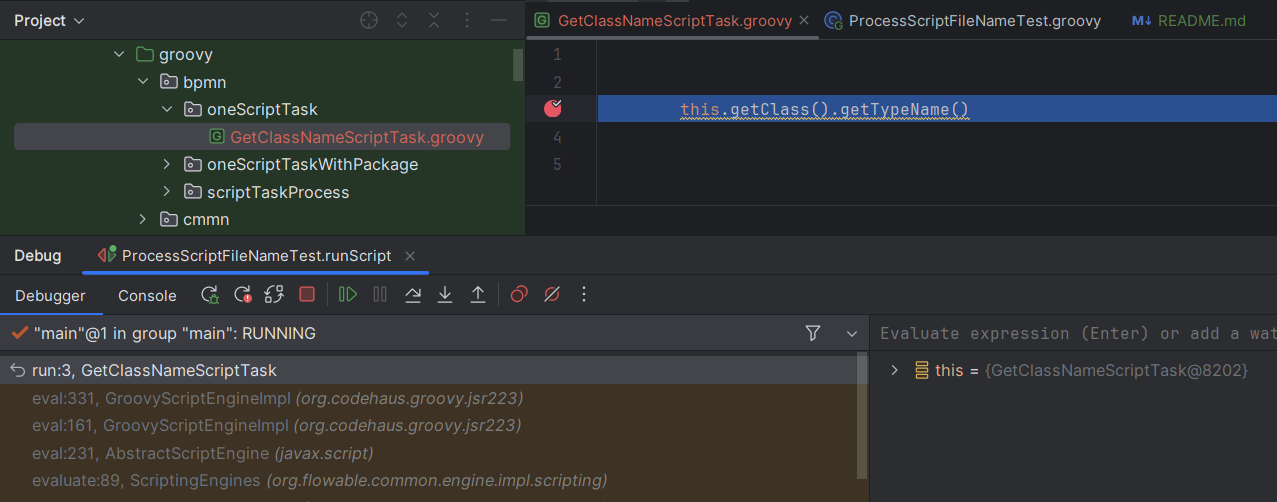 Project
groovy
bpmn
oneScriptTask
GetClassNameScriptTask.groovy
oneScriptTaskWithPackage
scriptTaskProcess
cmmn
GetClassNameScriptTask.groovy
ProcessScriptFileNameTest.groovy
M↓ README.md
1
2
this.getClass().getTypeName()
4
5
Debug
ProcessScriptFileNameTest.runScript
Debugger
Console
"main"@1 in group "main": RUNNING
run:3, GetClassNameScriptTask
eval:331, GroovyScriptEngineImpl (org.codehaus.groovy.jsr223)
eval:161, GroovyScriptEngineImpl (org.codehaus.groovy.jsr223)
eval:231, AbstractScriptEngine (javax.script)
evaluate:89, ScriptingEngines (org.flowable.common.engine.impl.scripting)
Evaluate expression (Enter) or add a wat
this = {GetClassNameScriptTask@8202}